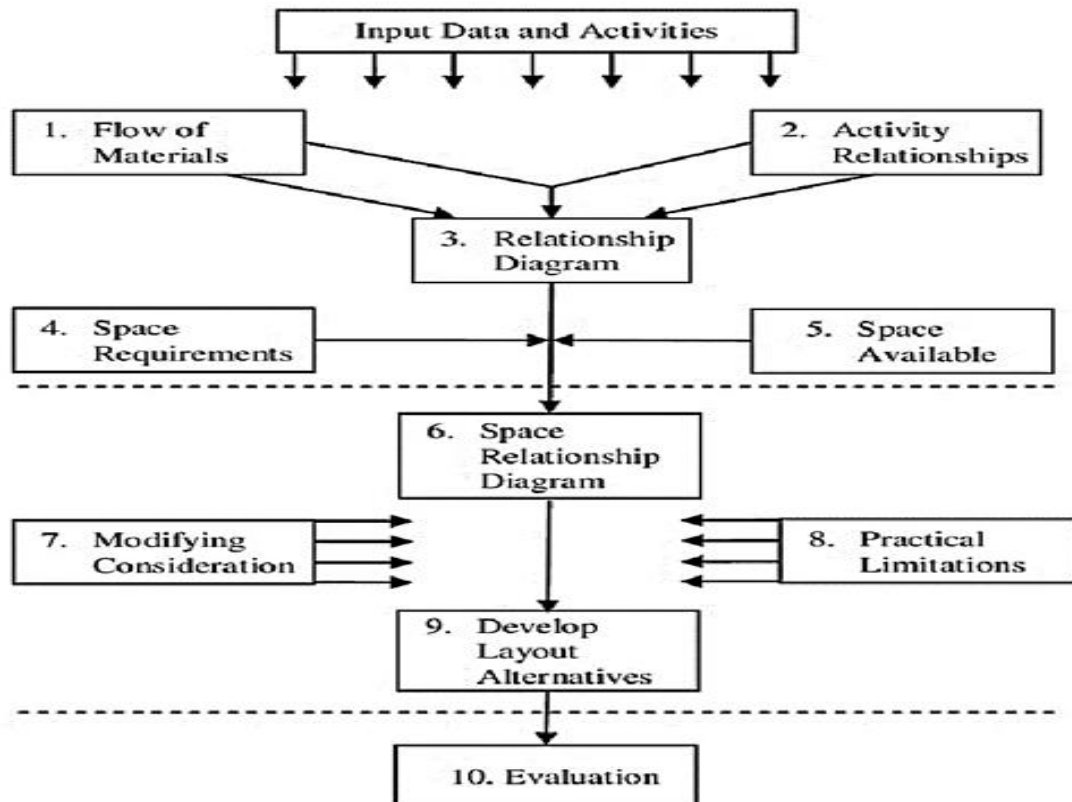 Input Data and Activities
1. Flow of
Materials
2. Activity
Relationships
3. Relationship
Diagram
4. Space
Requirements
5. Space
Available
6. Space
Relationship
Diagram
7. Modifying
Consideration
8. Practical
Limitations
9. Develop
Layout
Alternatives
10. Evaluation